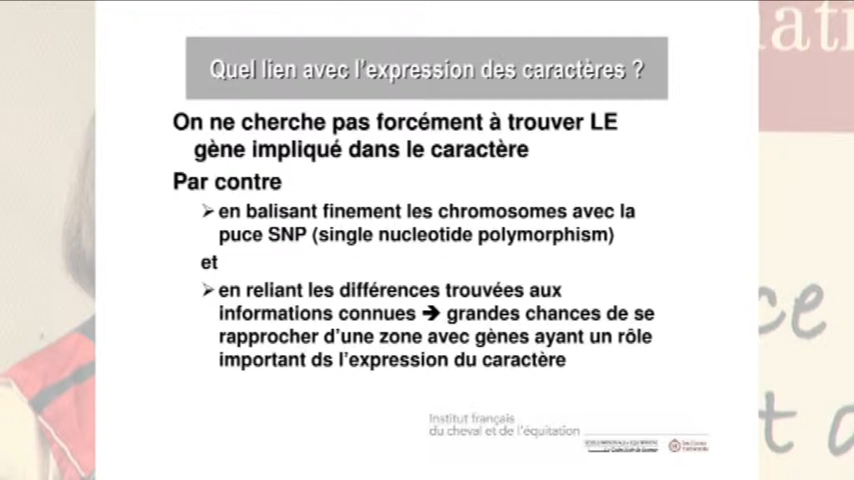 Quel lien avec l'expression des caractères ?
On ne cherche pas forcément à trouver LE
gène impliqué dans le caractère
Par contre
➢ en balisant finement les chromosomes avec la
puce SNP (single nucleotide polymorphism)
et
➢ en reliant les différences trouvées aux
informations connues ➔ grandes chances de se
rapprocher d'une zone avec gènes ayant un rôle
important ds l'expression du caractère
Institut français
du cheval et de l'équitation